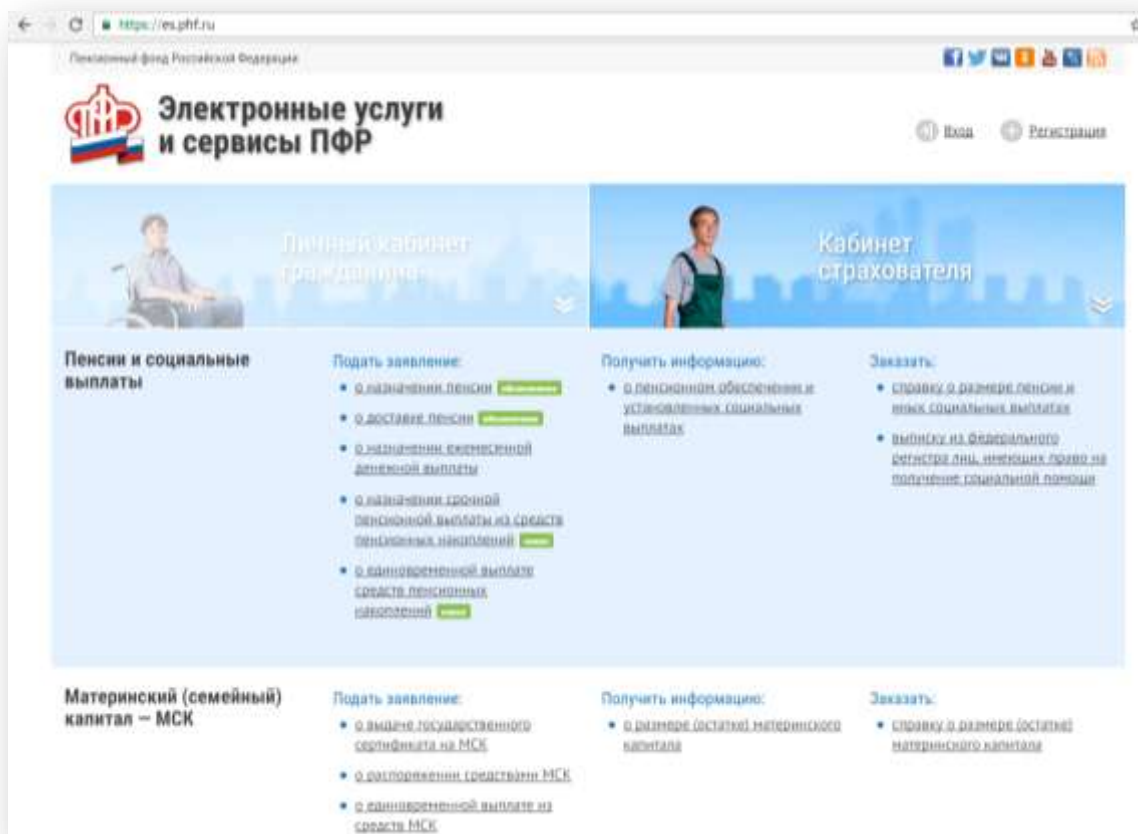 https://es.pfrf.ru
Пенсионный фонд Российской Федерации
Электронные услуги
и сервисы ПФР
Вход
Регистрация
Личный кабинет
гражданина
Кабинет
страхователя
Пенсии и социальные
выплаты
Подать заявление:
о назначении пенсии
о доставке пенсии
о назначении ежемесячной
денежной выплаты
о назначении срочной
пенсионной выплаты из средств
пенсионных накоплений
о единовременной выплате
средств пенсионных
накоплений
Получить информацию:
о пенсионном обеспечении и
установленных социальных
выплатах
Заказать:
справку о размере пенсии и
иных социальных выплатах
выписку из федерального
регистра лиц, имеющих право на
получение социальной помощи
Материнский (семейный)
капитал — МСК
Подать заявление:
о выдаче государственного
сертификата на МСК
о распоряжении средствами МСК
о единовременной выплате из
средств МСК
Получить информацию:
о размере (остатке) материнского
капитала
Заказать:
справку о размере (остатке)
материнского капитала